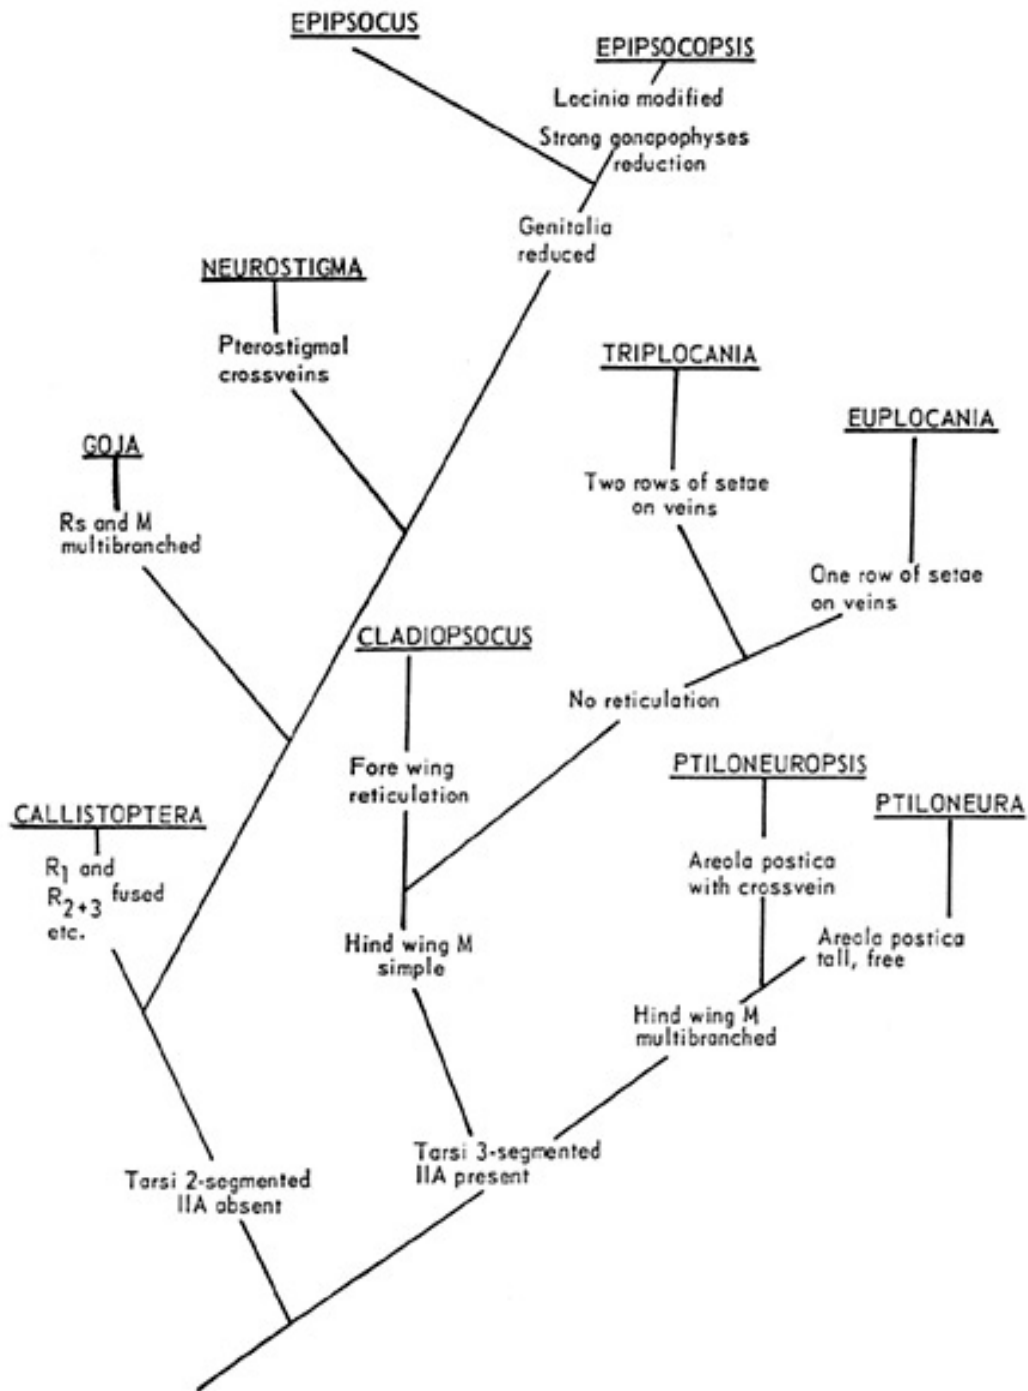 EPIPSOCUS
EPIPSOCOPSIS
Lacinia modified
Strong gonapophyses
reduction
Genitalia
reduced
NEUROSTIGMA
Pterostigmal
crossveins
TRIPLOCANIA
EUPLOCANIA
GOJA
Two rows of setae
on veins
Rs and M
multibranched
One row of setae
on veins
CLADIOPSOCUS
No reticulation
Fore wing
reticulation
PTILONEUROPSIS
PTILONEURA
CALLISTOPTERA
R1 and
R2+3 fused
etc.
Areola postica
with crossvein
Hind wing M
simple
Areola postica
tall, free
Hind wing M
multibranched
Tarsi 3-segmented
IIA present
Tarsi 2-segmented
IIA absent